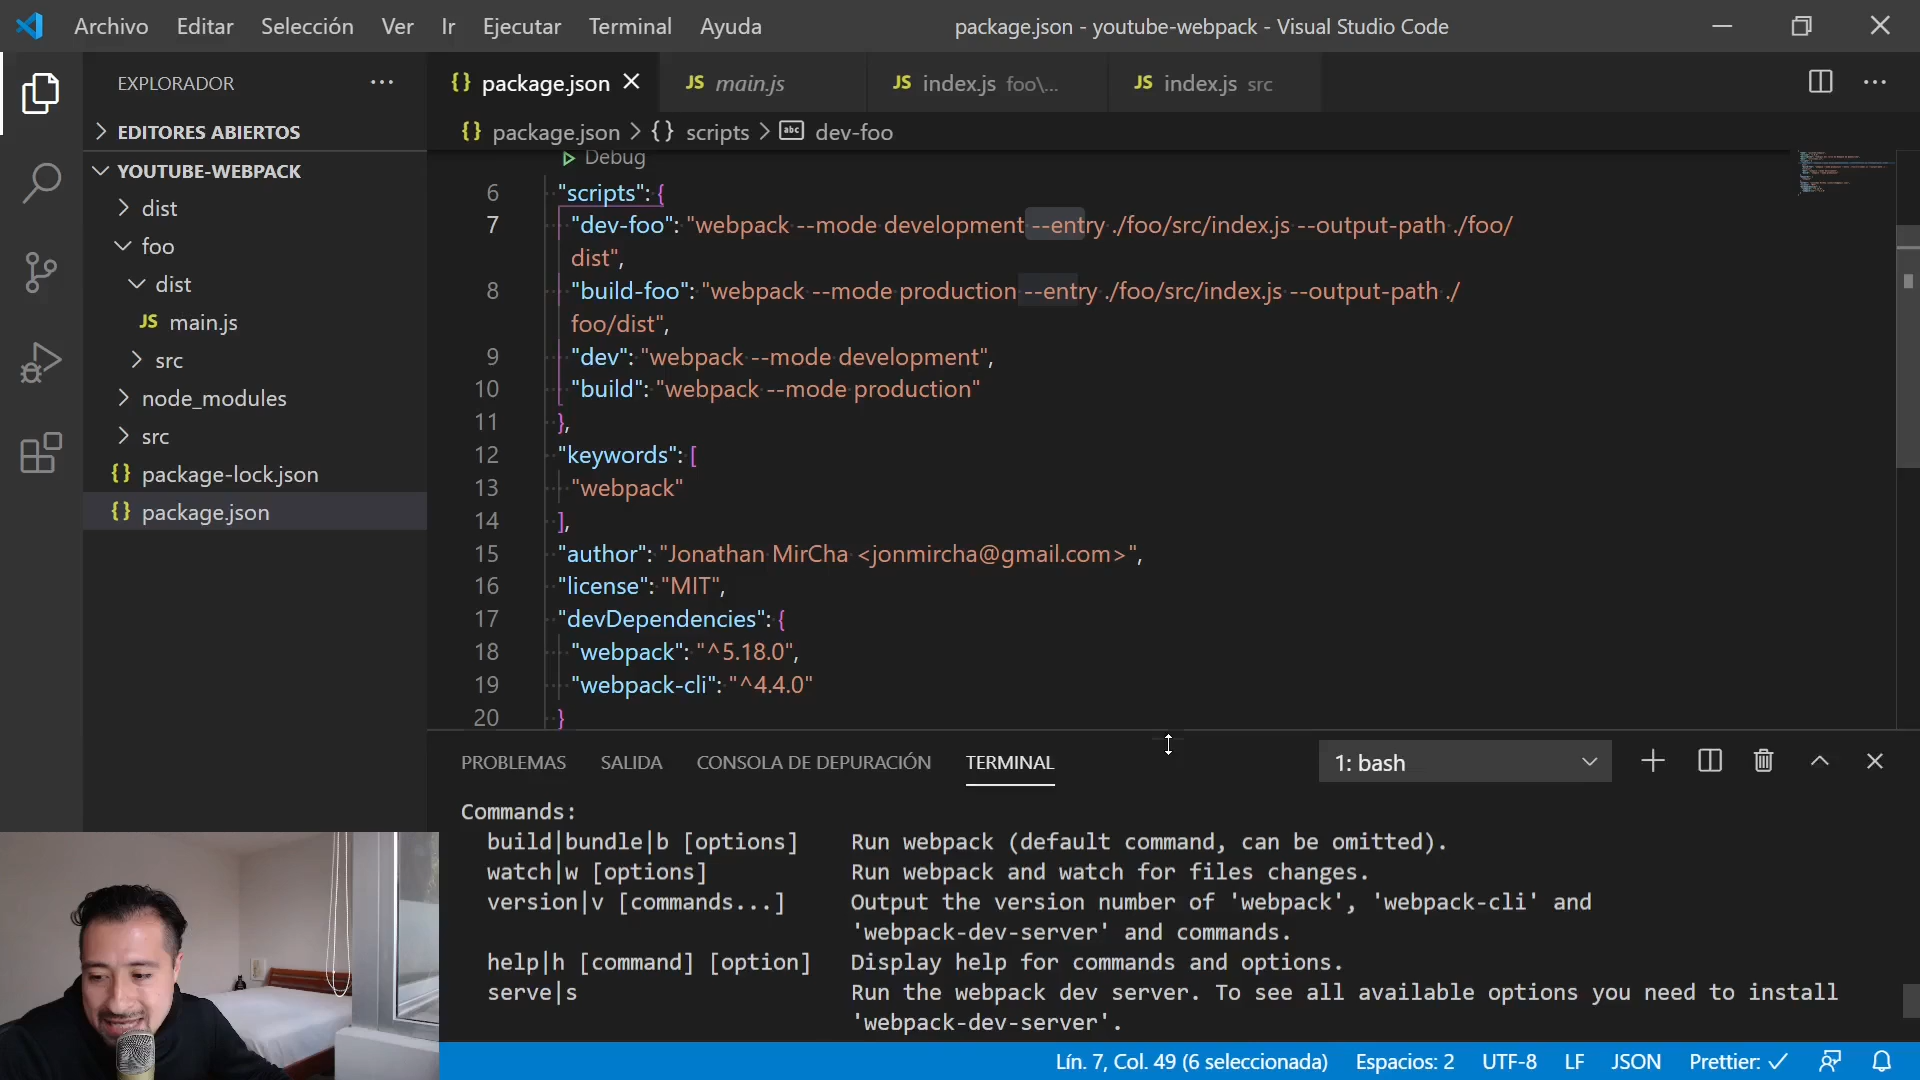 Archivo Editar Selección Ver Ir Ejecutar Terminal Ayuda package.json - youtube-webpack - Visual Studio Code
EXPLORADOR
EDITORES ABIERTOS
YOUTUBE-WEBPACK
dist
foo
dist
JS main.js
src
node_modules
src
{} package-lock.json
{} package.json
{} package.json JS main.js JS index.js foo\... JS index.js src
{} package.json > {} scripts > abc dev-foo
Debug
6 "scripts": {
7 "dev-foo": "webpack --mode development --entry ./foo/src/index.js --output-path ./foo/
dist",
8 "build-foo": "webpack --mode production --entry ./foo/src/index.js --output-path ./
foo/dist",
9 "dev": "webpack --mode development",
10 "build": "webpack --mode production"
11 },
12 "keywords": [
13 "webpack"
14 ],
15 "author": "Jonathan MirCha <jonmircha@gmail.com>",
16 "license": "MIT",
17 "devDependencies": {
18 "webpack": "^5.18.0",
19 "webpack-cli": "^4.4.0"
20 }
PROBLEMAS SALIDA CONSOLA DE DEPURACIÓN TERMINAL 1: bash
Commands:
build|bundle|b [options] Run webpack (default command, can be omitted).
watch|w [options] Run webpack and watch for files changes.
version|v [commands...] Output the version number of 'webpack', 'webpack-cli' and
'webpack-dev-server' and commands.
help|h [command] [option] Display help for commands and options.
serve|s Run the webpack dev server. To see all available options you need to install
'webpack-dev-server'.
Lín. 7, Col. 49 (6 seleccionada) Espacios: 2 UTF-8 LF JSON Prettier: ✓